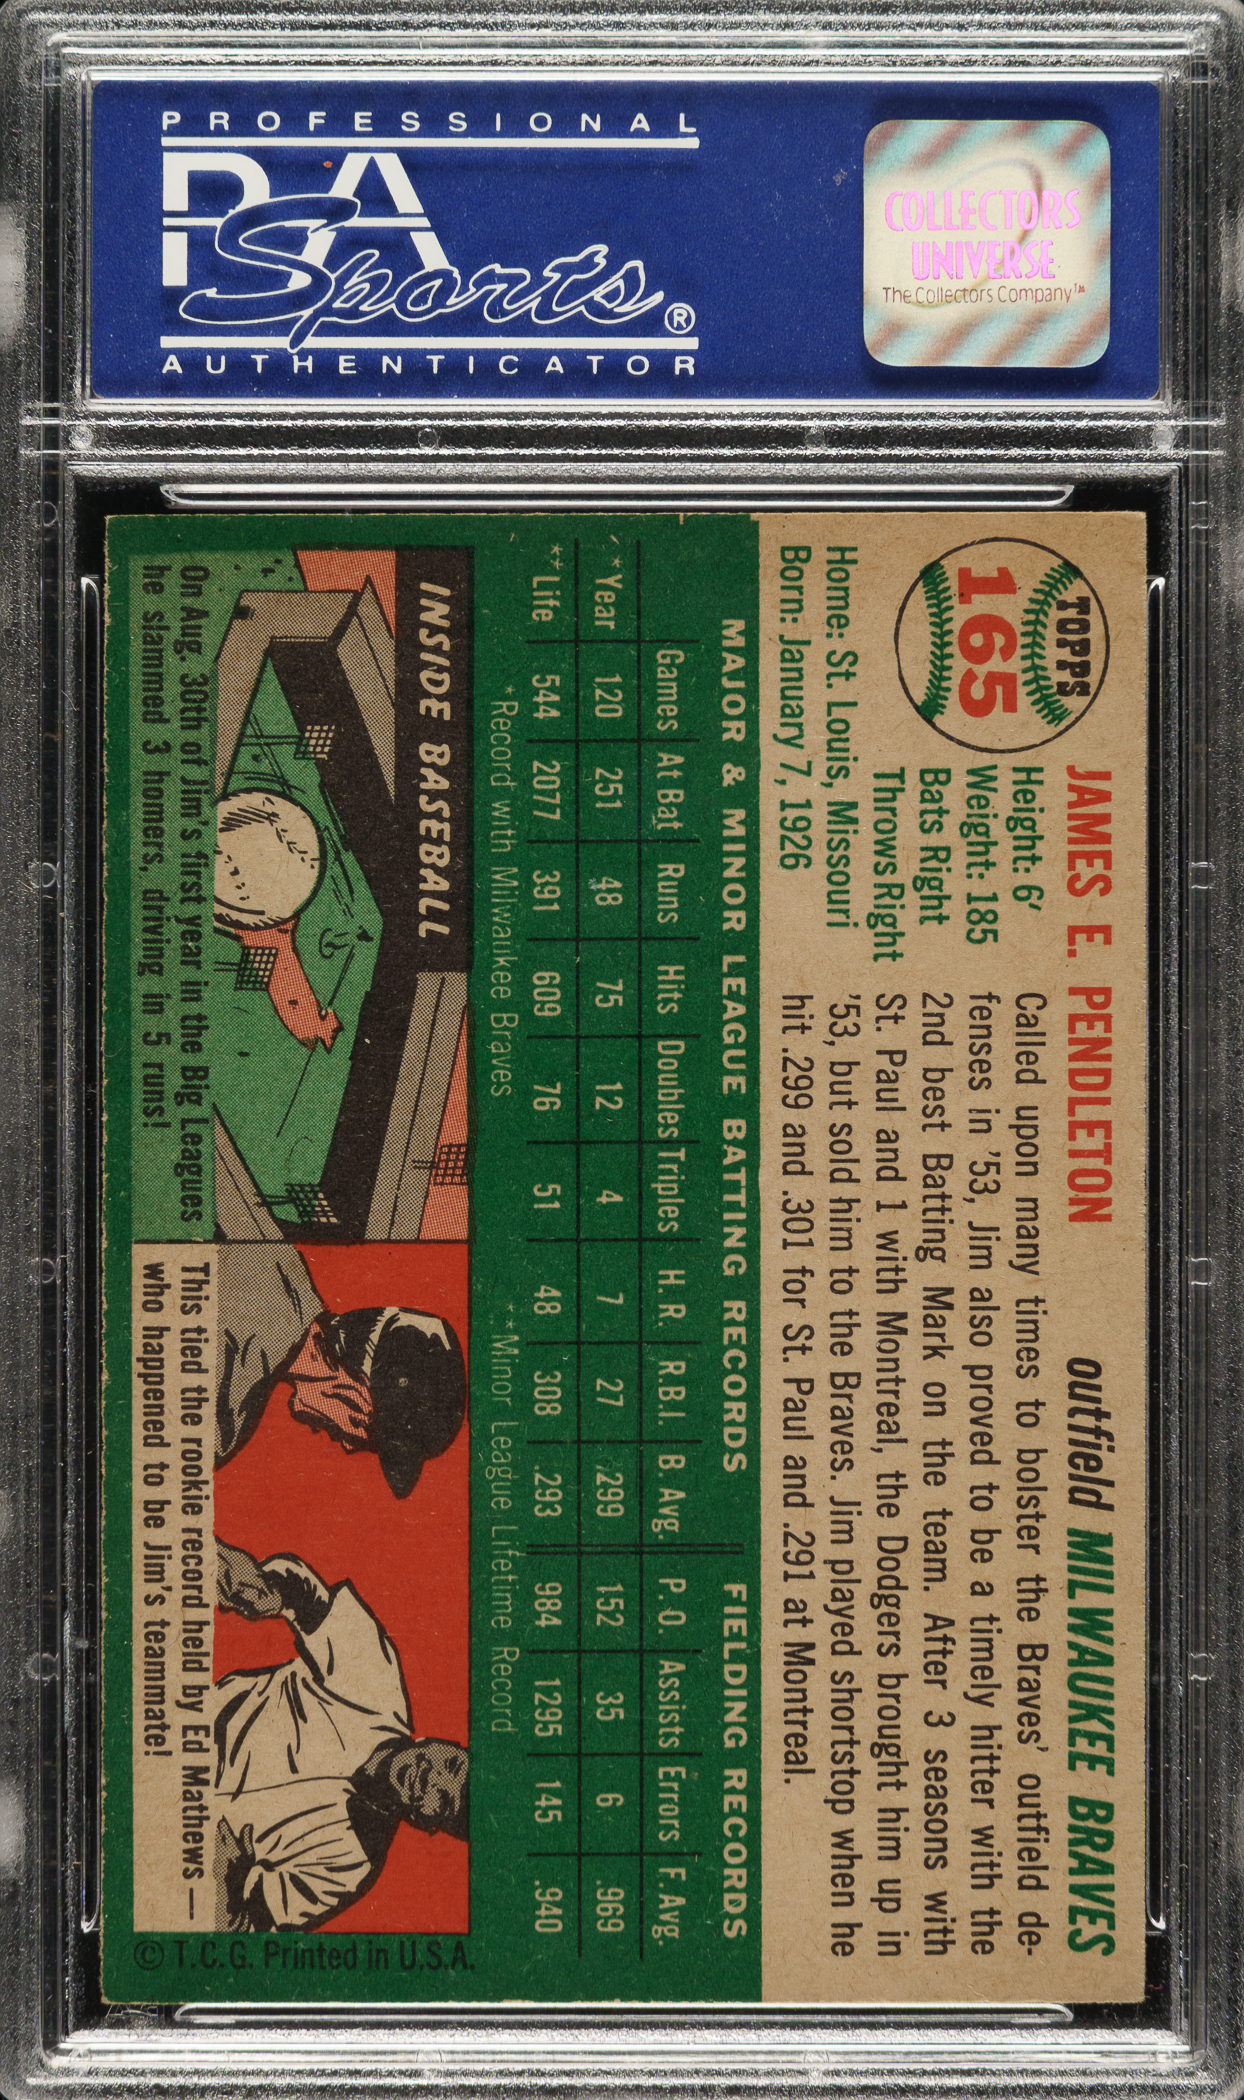 PROFESSIONAL
PSA
Sports®
AUTHENTICATOR
COLLECTORS
UNIVERSE
The Collectors Company™
TOPPS
165
JAMES E. PENDLETON
outfield MILWAUKEE BRAVES
Height: 6'
Weight: 185
Bats Right
Throws Right
Home: St. Louis, Missouri
Born: January 7, 1926
Called upon many times to bolster the Braves' outfield de-
fenses in '53, Jim also proved to be a timely hitter with the
2nd best Batting Mark on the team. After 3 seasons with
St. Paul and 1 with Montreal, the Dodgers brought him up in
'53, but sold him to the Braves. Jim played shortstop when he
hit .299 and .301 for St. Paul and .291 at Montreal.
MAJOR & MINOR LEAGUE BATTING RECORDS FIELDING RECORDS
Games At Bat Runs Hits Doubles Triples H.R. R.B.I. B. Avg. P.O. Assists Errors F. Avg.
*Year 120 251 48 75 12 4 7 27 .299 152 35 6 .969
**Life 544 2077 391 609 76 51 48 308 .293 984 1295 145 .940
*Record with Milwaukee Braves **Minor League Lifetime Record
INSIDE BASEBALL
On Aug. 30th of Jim's first year in the Big Leagues
he slammed 3 homers, driving in 5 runs!
This tied the rookie record held by Ed Mathews —
who happened to be Jim's teammate!
© T.C.G. Printed in U.S.A.